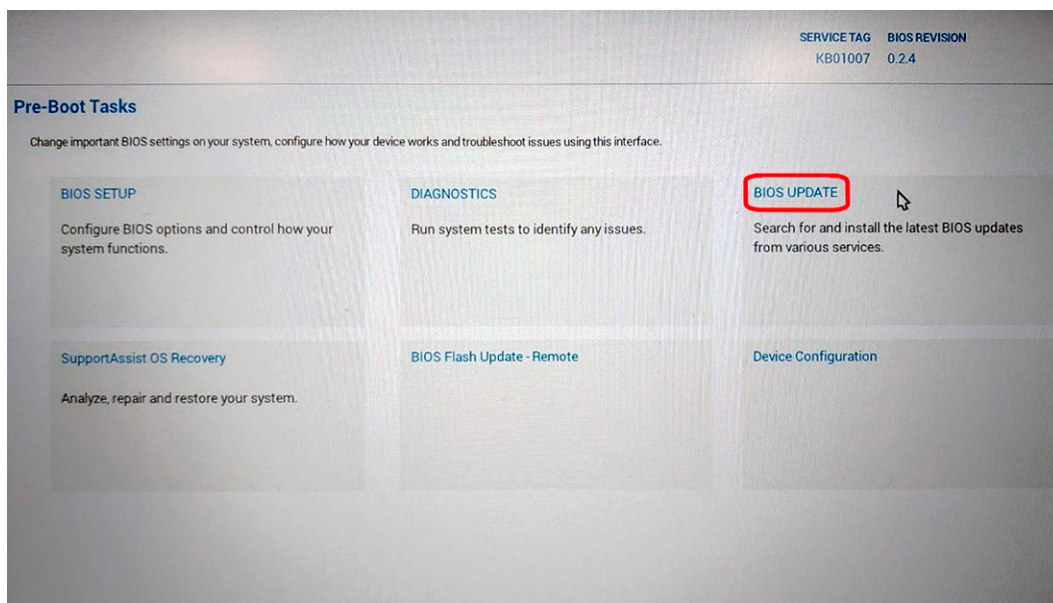 SERVICE TAG BIOS REVISION
KB01007 0.2.4
Pre-Boot Tasks
Change important BIOS settings on your system, configure how your device works and troubleshoot issues using this interface.
BIOS SETUP
Configure BIOS options and control how your
system functions.
DIAGNOSTICS
Run system tests to identify any issues.
BIOS UPDATE
Search for and install the latest BIOS updates
from various services.
SupportAssist OS Recovery
Analyze, repair and restore your system.
BIOS Flash Update - Remote
Device Configuration